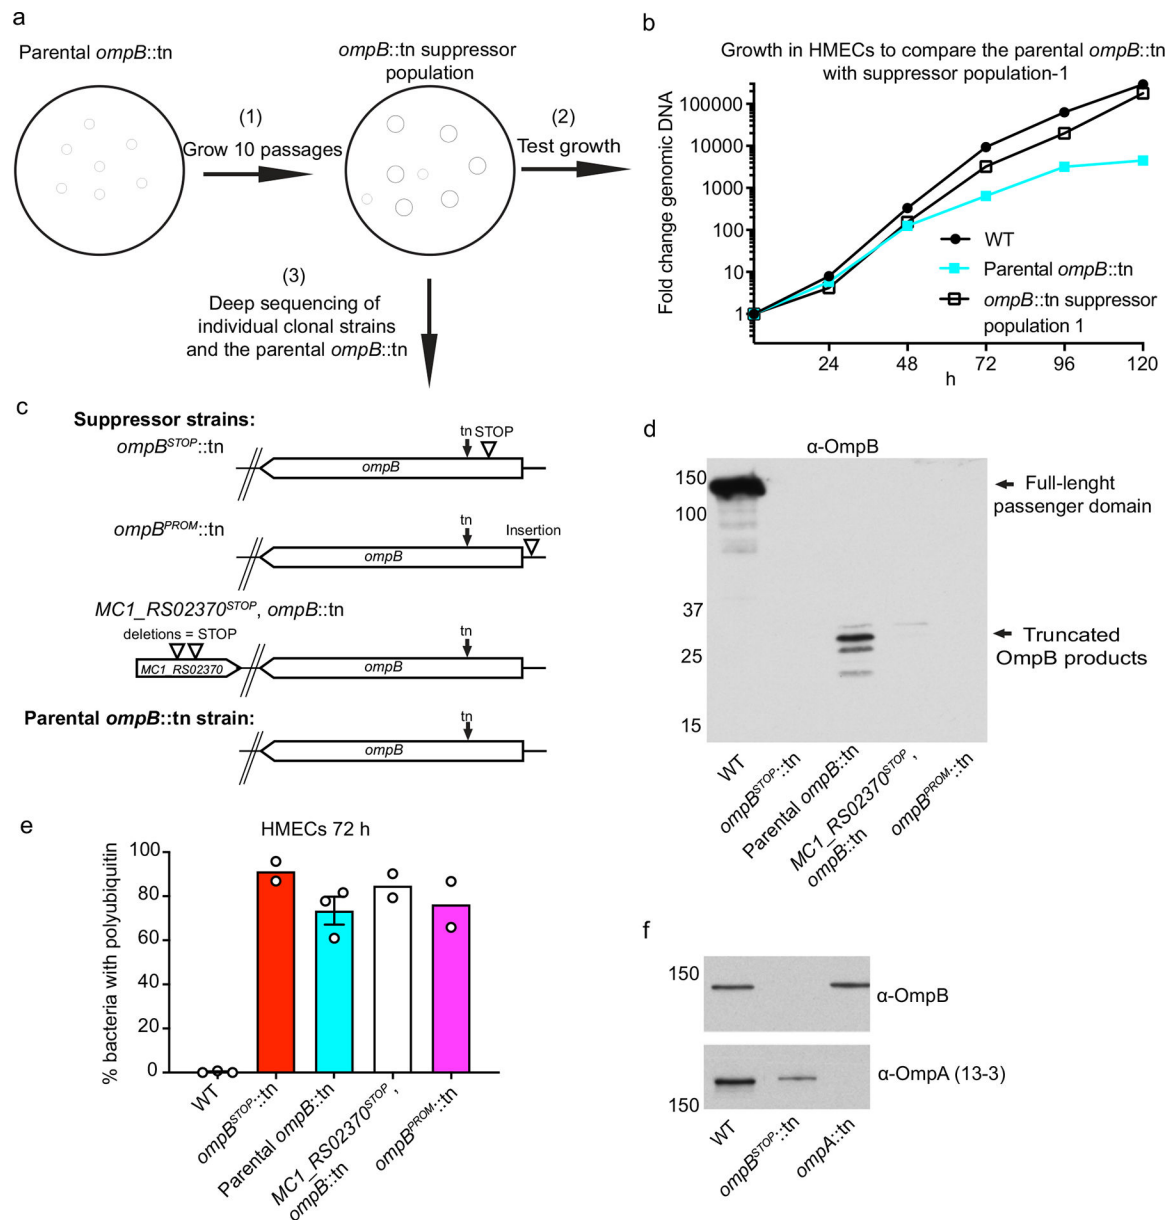 a
Parental ompB::tn
(1)
Grow 10 passages
ompB::tn suppressor
population
(2)
Test growth
(3)
Deep sequencing of
individual clonal strains
and the parental ompB::tn
b
Growth in HMECs to compare the parental ompB::tn
with suppressor population-1
Fold change genomic DNA
100000
10000
1000
100
10
1
24
48
72
96
120
h
WT
Parental ompB::tn
ompB::tn suppressor
population 1
c
Suppressor strains:
ompBSTOP::tn
tn STOP
ompB
ompBPROM::tn
tn
Insertion
ompB
MC1_RS02370STOP, ompB::tn
deletions = STOP
tn
MC1_RS02370
ompB
Parental ompB::tn strain:
tn
ompB
d
α-OmpB
150
100
37
25
15
Full-lenght
passenger domain
Truncated
OmpB products
WT
ompBSTOP::tn
Parental ompB::tn
MC1_RS02370STOP,
ompB::tn
ompBPROM::tn
e
HMECs 72 h
% bacteria with polyubiquitin
100
80
60
40
20
0
WT
ompBSTOP::tn
Parental ompB::tn
MC1_RS02370STOP,
ompB::tn
ompBPROM::tn
f
150
α-OmpB
α-OmpA (13-3)
150
WT
ompBSTOP::tn
ompA::tn